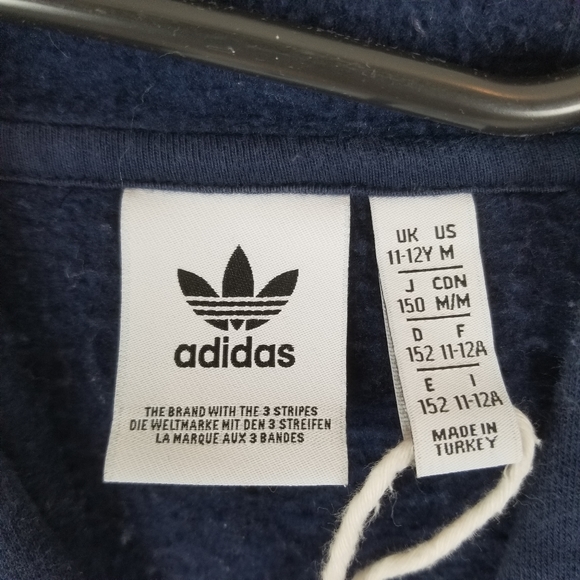 adidas
THE BRAND WITH THE 3 STRIPES
DIE WELTMARKE MIT DEN 3 STREIFEN
LA MARQUE AUX 3 BANDES
UK US
11-12Y M
J CDN
150 M/M
D F
152 11-12A
E I
152 11-12A
MADE IN
TURKEY